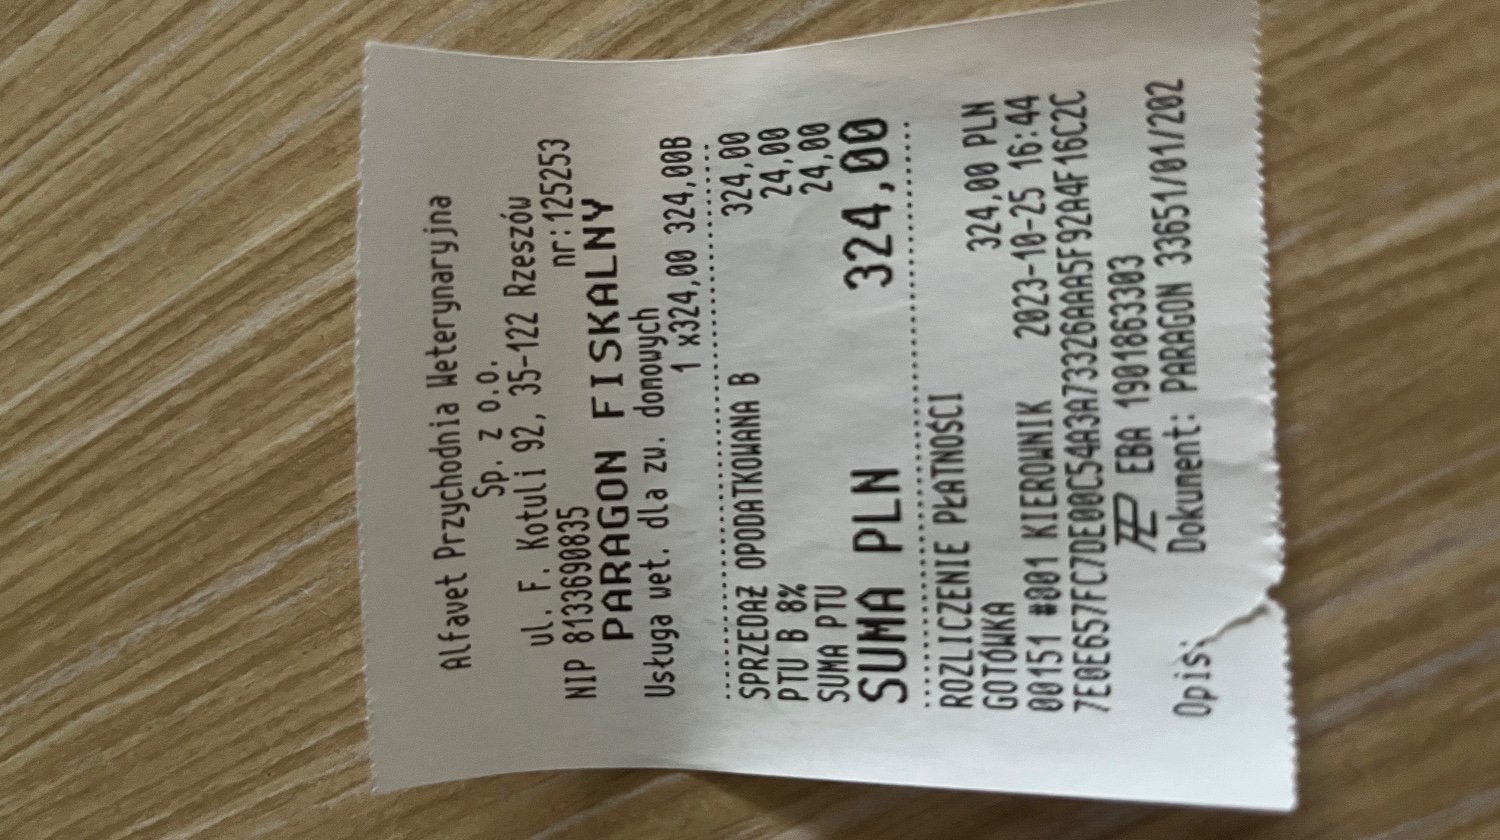 Alfavet Przychodnia Weterynaryjna
Sp. z o.o.
ul. F. Kotuli 92, 35-122 Rzeszów
NIP 8133690835 nr:125253
PARAGON FISKALNY
Usługa wet. dla zw. domowych
1 x324,00 324,00B
SPRZEDAŻ OPODATKOWANA B 324,00
PTU B 8% 24,00
SUMA PTU 24,00
SUMA PLN 324,00
ROZLICZENIE PŁATNOŚCI
GOTÓWKA 324,00 PLN
00151 #001 KIEROWNIK 2023-10-25 16:44
7E0E657FC7DE00C54A3A73326AAA5F92A4F16C2C
EBA 1901863303
Dokument: PARAGON 33651/01/202
Opis: